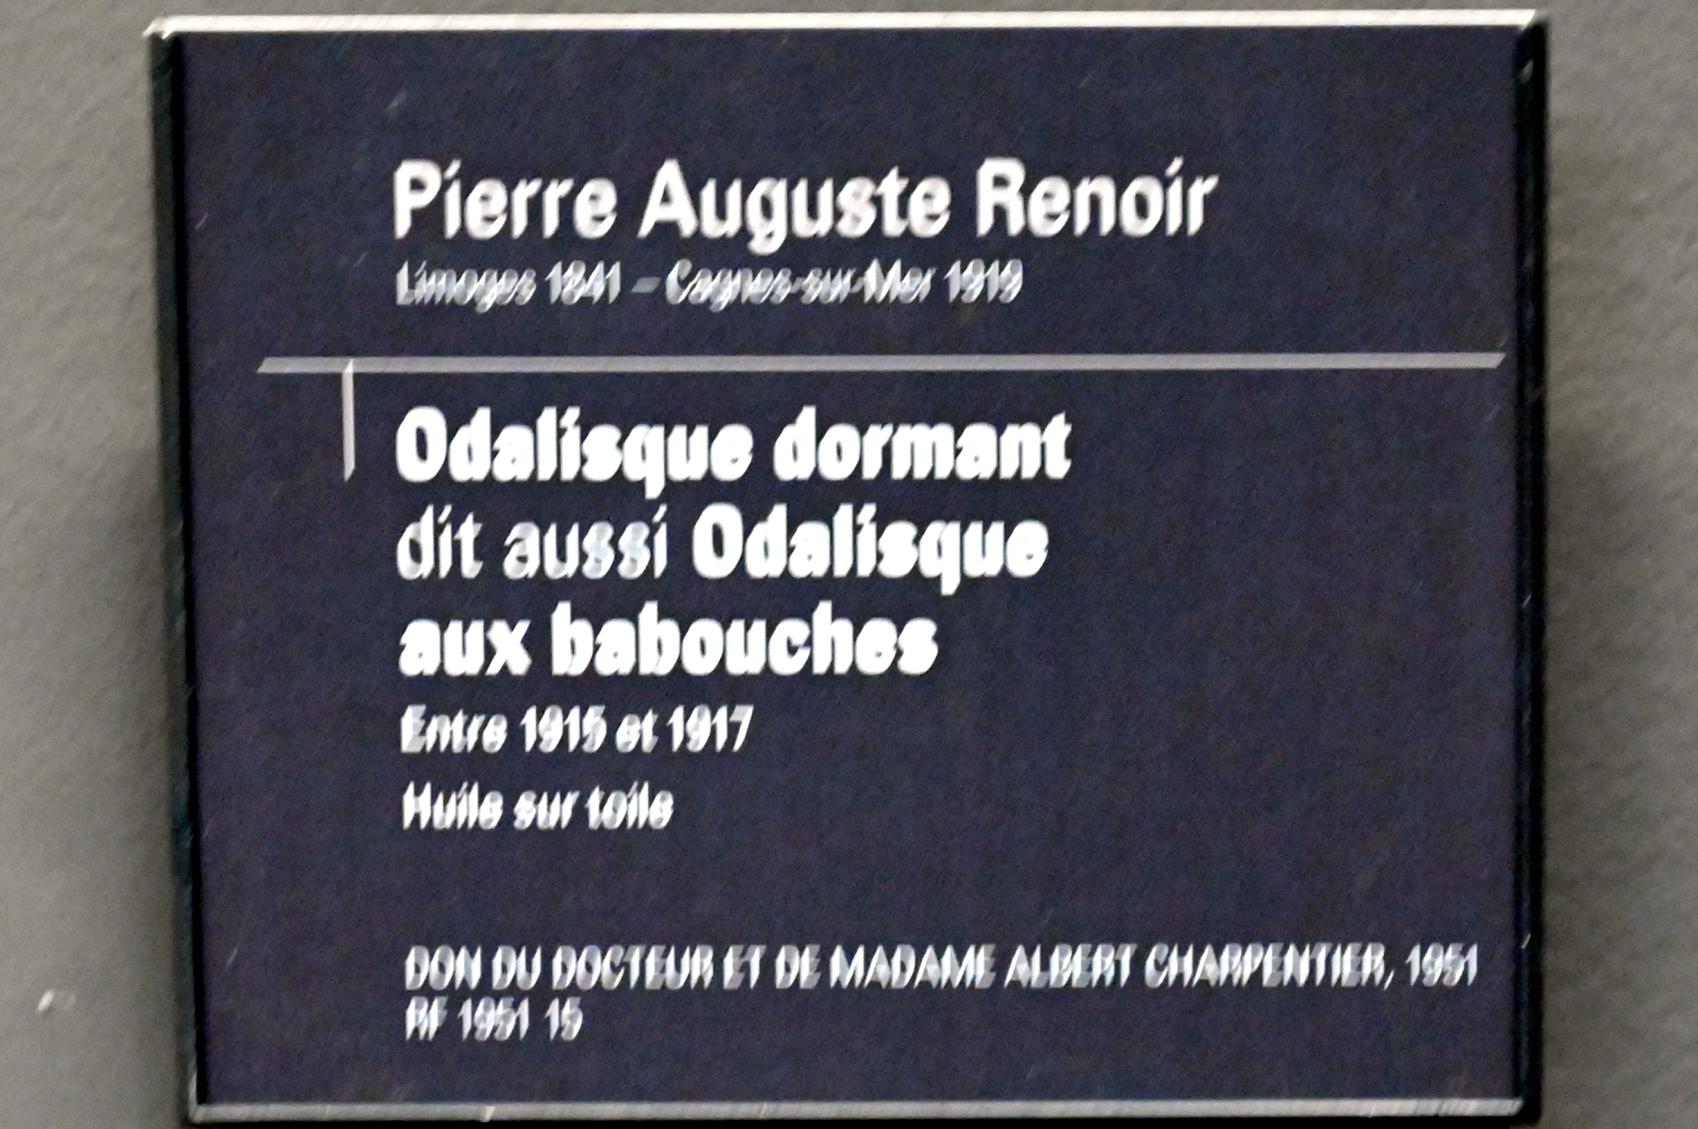 Pierre Auguste Renoir
Limoges 1841 – Cagnes-sur-Mer 1919
Odalisque dormant
dit aussi Odalisque
aux babouches
Entre 1915 et 1917
Huile sur toile
DON DU DOCTEUR ET DE MADAME ALBERT CHARPENTIER, 1951
RF 1951 15